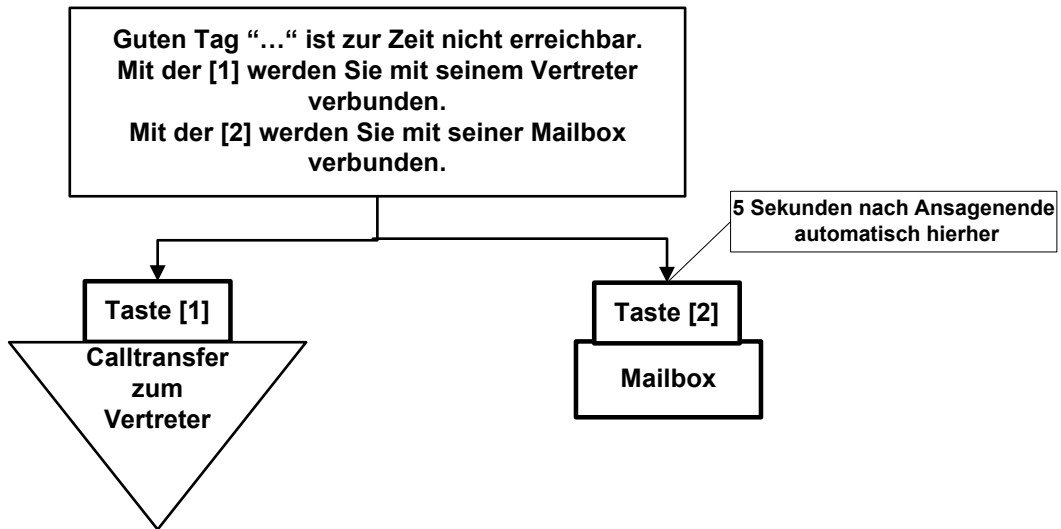 Guten Tag “…“ ist zur Zeit nicht erreichbar.
Mit der [1] werden Sie mit seinem Vertreter
verbunden.
Mit der [2] werden Sie mit seiner Mailbox
verbunden.
5 Sekunden nach Ansagenende
automatisch hierher
Taste [1]
Calltransfer
zum
Vertreter
Taste [2]
Mailbox